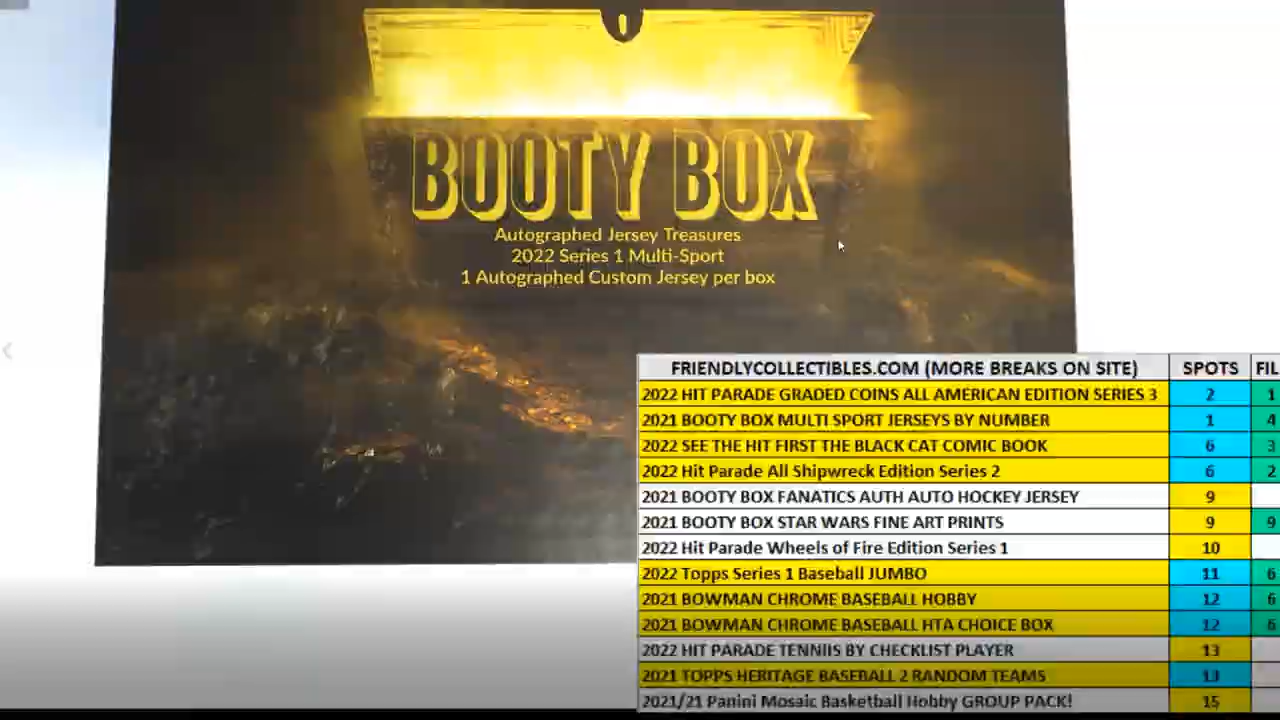 BOOTY BOX
Autographed Jersey Treasures
2022 Series 1 Multi-Sport
1 Autographed Custom Jersey per box
FRIENDLYCOLLECTIBLES.COM (MORE BREAKS ON SITE) SPOTS FIL
2022 HIT PARADE GRADED COINS ALL AMERICAN EDITION SERIES 3 2 1
2021 BOOTY BOX MULTI SPORT JERSEYS BY NUMBER 1 4
2022 SEE THE HIT FIRST THE BLACK CAT COMIC BOOK 6 3
2022 Hit Parade All Shipwreck Edition Series 2 6 2
2021 BOOTY BOX FANATICS AUTH AUTO HOCKEY JERSEY 9
2021 BOOTY BOX STAR WARS FINE ART PRINTS 9 9
2022 Hit Parade Wheels of Fire Edition Series 1 10
2022 Topps Series 1 Baseball JUMBO 11 6
2021 BOWMAN CHROME BASEBALL HOBBY 12 6
2021 BOWMAN CHROME BASEBALL HTA CHOICE BOX 12 6
2022 HIT PARADE TENNIIS BY CHECKLIST PLAYER 13
2021 TOPPS HERITAGE BASEBALL 2 RANDOM TEAMS 13
2021/21 Panini Mosaic Basketball Hobby GROUP PACK! 15